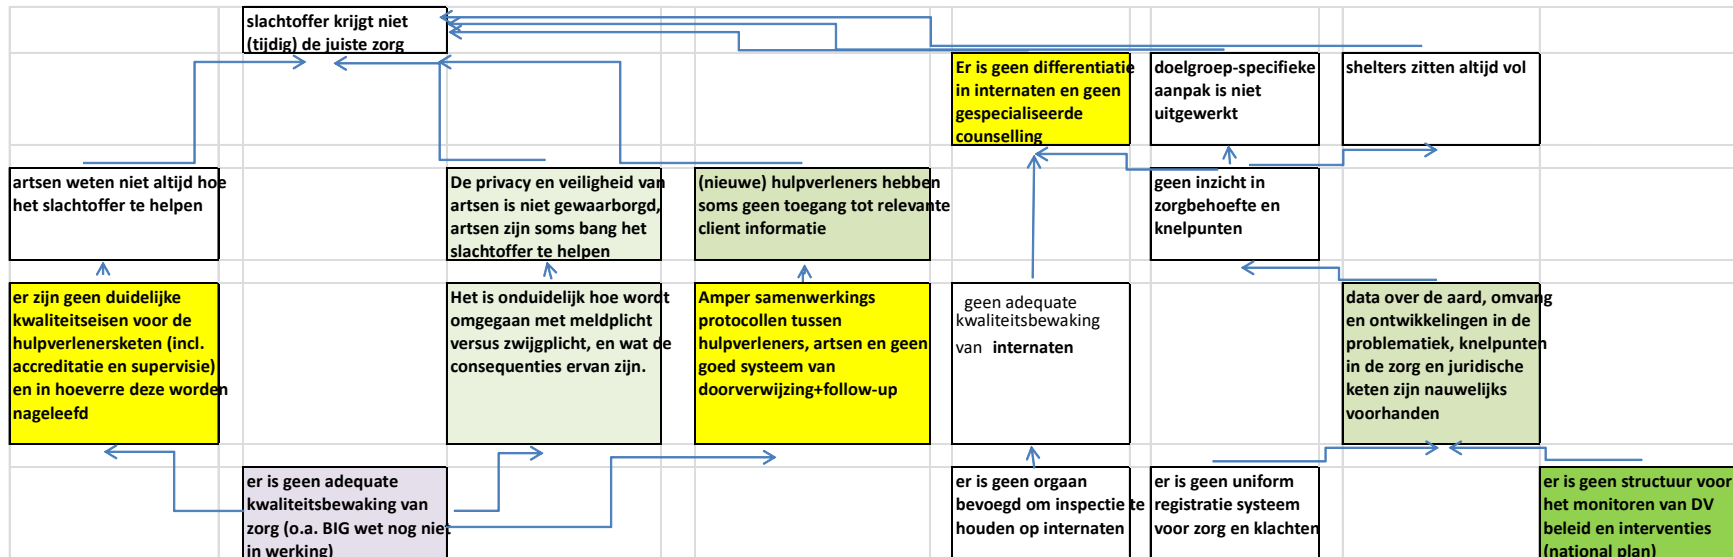 slachtoffer krijgt niet
(tijdig) de juiste zorg
Er is geen differentiatie
in internaten en geen
gespecialiseerde
counselling
doelgroep-specifieke
aanpak is niet
uitgewerkt
shelters zitten altijd vol
artsen weten niet altijd hoe
het slachtoffer te helpen
De privacy en veiligheid van
artsen is niet gewaarborgd,
artsen zijn soms bang het
slachtoffer te helpen
(nieuwe) hulpverleners hebben
soms geen toegang tot relevante
client informatie
geen inzicht in
zorgbehoefte en
knelpunten
er zijn geen duidelijke
kwaliteitseisen voor de
hulpverlenersketen (incl.
accreditatie en supervisie)
en in hoeverre deze worden
nageleefd
Het is onduidelijk hoe wordt
omgegaan met meldplicht
versus zwijgplicht, en wat de
consequenties ervan zijn.
Amper samenwerkings
protocollen tussen
hulpverleners, artsen en geen
goed systeem van
doorverwijzing+follow-up
geen adequate
kwaliteitsbewaking
van internaten
data over de aard, omvang
en ontwikkelingen in de
problematiek, knelpunten
in de zorg en juridische
keten zijn nauwelijks
voorhanden
er is geen adequate
kwaliteitsbewaking van
zorg (o.a. BIG wet nog niet
in werking)
er is geen orgaan
bevoegd om inspectie te
houden op internaten
er is geen uniform
registratie systeem
voor zorg en klachten
er is geen structuur voor
het monitoren van DV
beleid en interventies
(national plan)